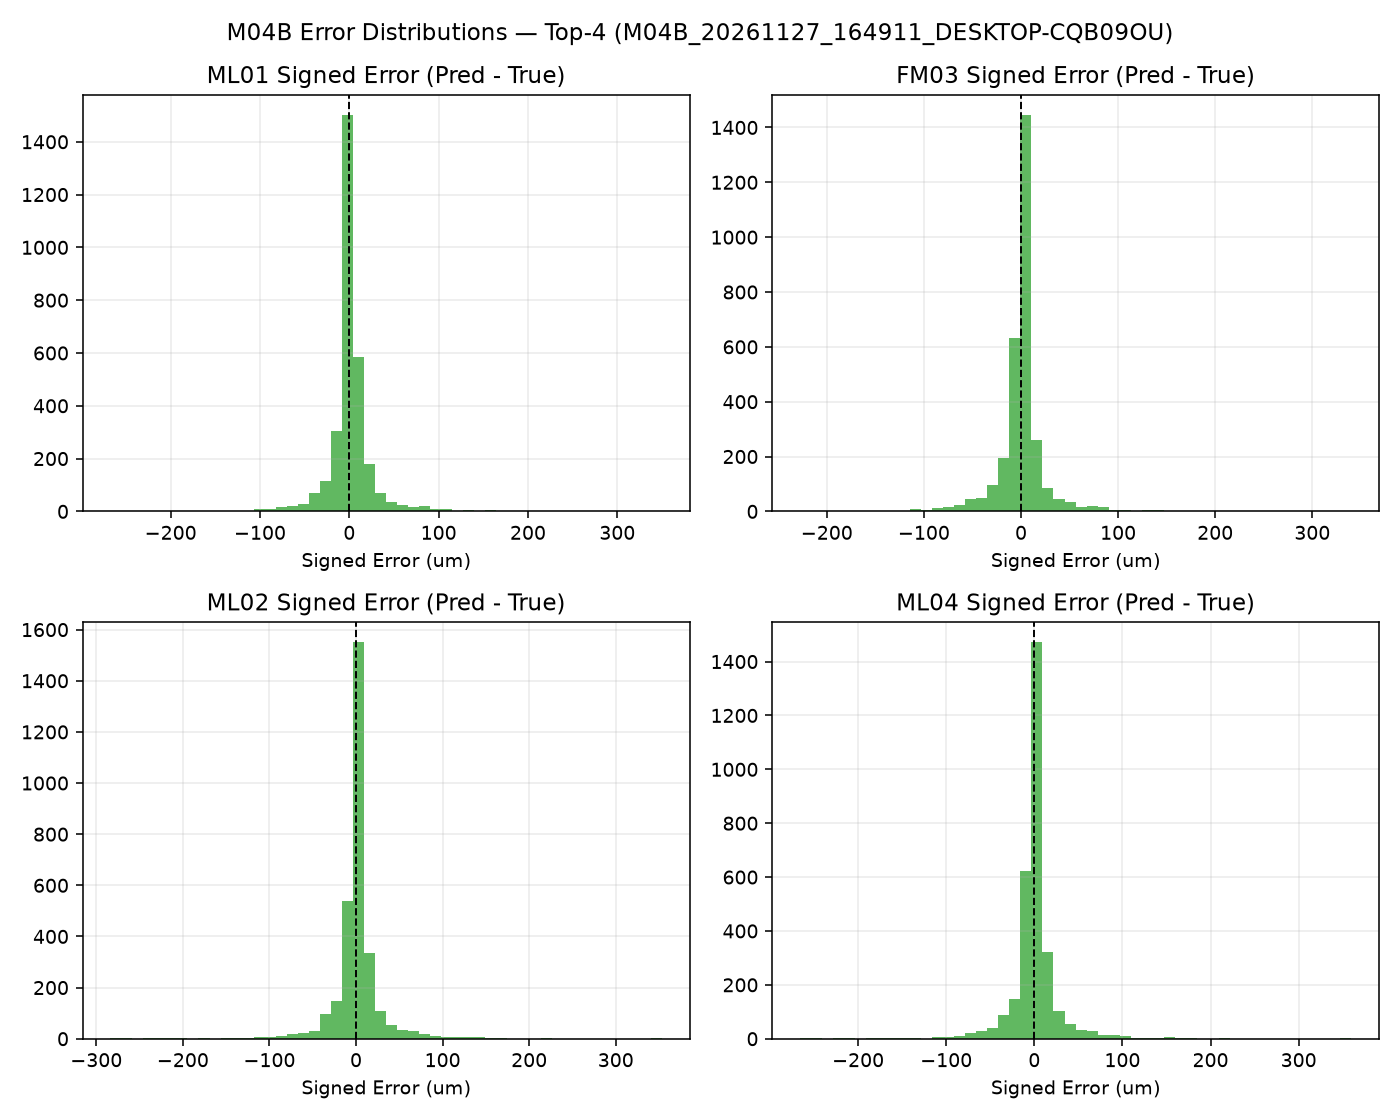 M04B Error Distributions — Top-4 (M04B_20261127_164911_DESKTOP-CQB09OU)
ML01 Signed Error (Pred - True)
1400
1200
1000
800
600
400
200
0
−200 −100 0 100 200 300
Signed Error (um)
FM03 Signed Error (Pred - True)
1400
1200
1000
800
600
400
200
0
−200 −100 0 100 200 300
Signed Error (um)
ML02 Signed Error (Pred - True)
1600
1400
1200
1000
800
600
400
200
0
−300 −200 −100 0 100 200 300
Signed Error (um)
ML04 Signed Error (Pred - True)
1400
1200
1000
800
600
400
200
0
−200 −100 0 100 200 300
Signed Error (um)